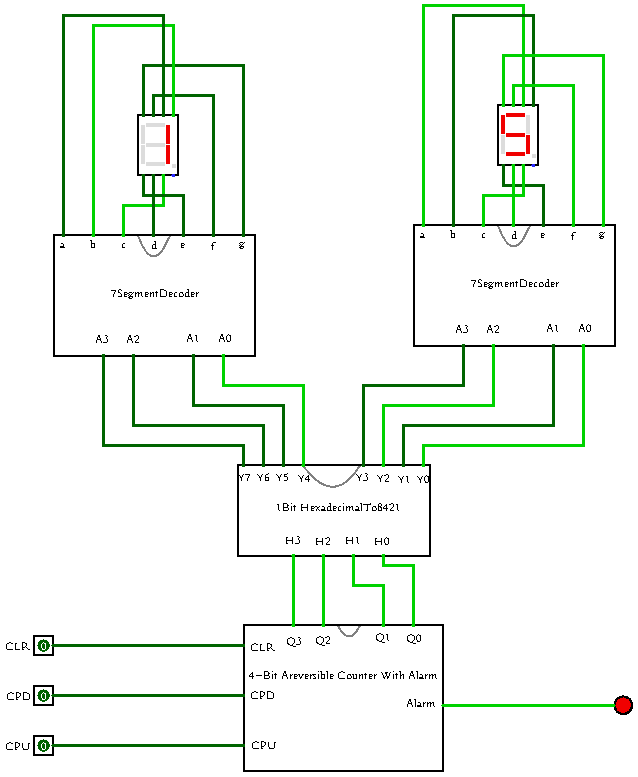 a b c d e f g
7SegmentDecoder
A3 A2 A1 A0
a b c d e f g
7SegmentDecoder
A3 A2 A1 A0
Y7 Y6 Y5 Y4 Y3 Y2 Y1 Y0
1Bit HexadecimalTo8421
H3 H2 H1 H0
Q3 Q2 Q1 Q0
CLR 0 CLR
4-Bit Areversible Counter With Alarm
CPD 0 CPD
Alarm
CPU 0 CPU